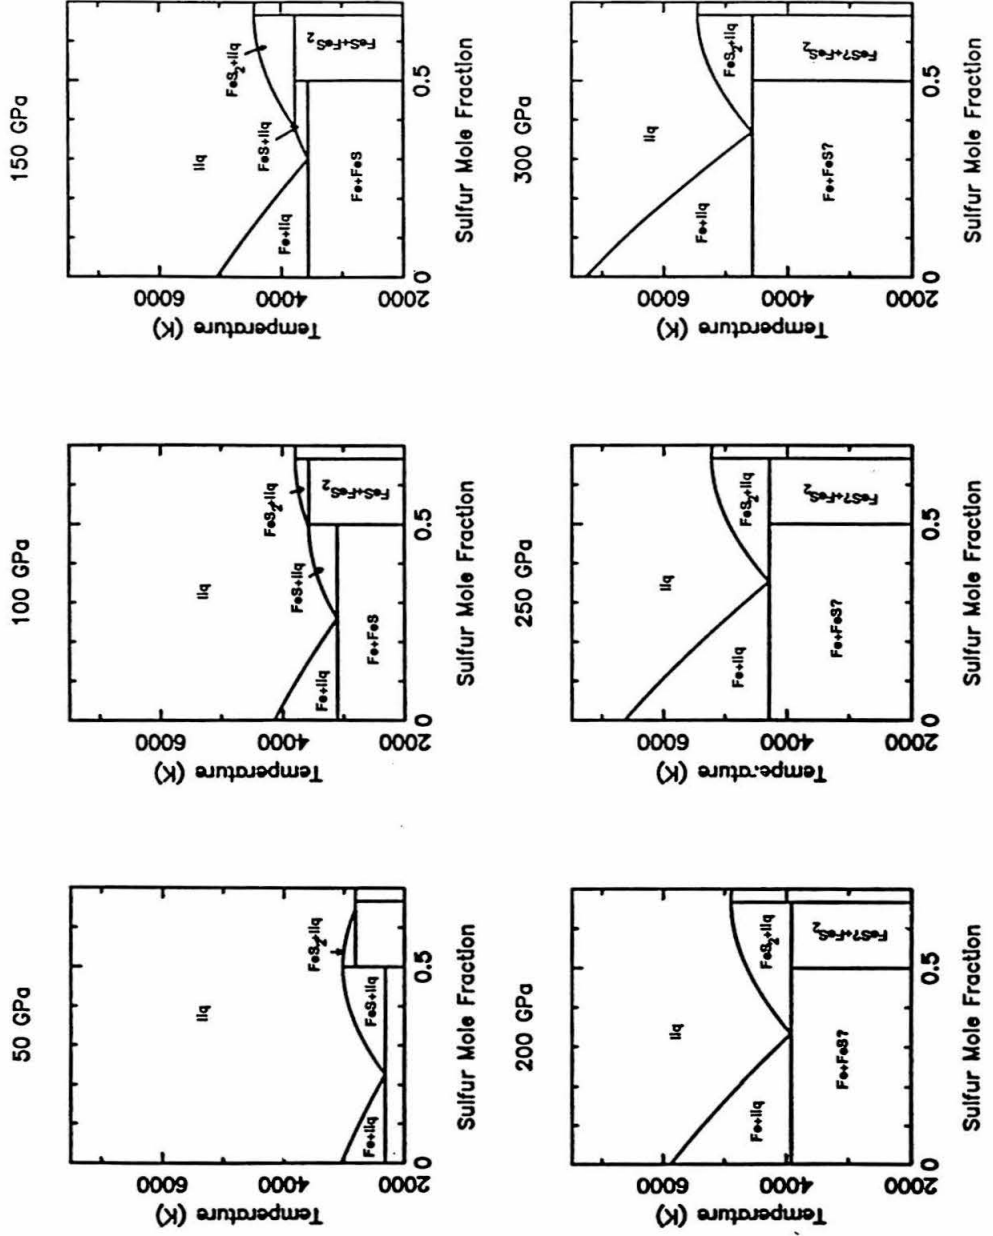 50 GPa
Temperature (K)
6000
4000
2000
liq
FeS2+liq
Fe+liq
FeS+liq
0
0.5
Sulfur Mole Fraction
100 GPa
Temperature (K)
6000
4000
2000
liq
FeS2+liq
FeS+liq
Fe+liq
Fe+FeS
FeS+FeS2
0
0.5
Sulfur Mole Fraction
150 GPa
Temperature (K)
6000
4000
2000
liq
FeS2+liq
FeS+liq
Fe+liq
Fe+FeS
FeS+FeS2
0
0.5
Sulfur Mole Fraction
200 GPa
Temperature (K)
6000
4000
2000
liq
Fe+liq
FeS2+liq
Fe+FeS?
FeS?+FeS2
0
0.5
Sulfur Mole Fraction
250 GPa
Temperature (K)
6000
4000
2000
liq
Fe+liq
FeS2+liq
Fe+FeS?
FeS?+FeS2
0
0.5
Sulfur Mole Fraction
300 GPa
Temperature (K)
6000
4000
2000
liq
Fe+liq
FeS2+liq
Fe+FeS?
FeS?+FeS2
0
0.5
Sulfur Mole Fraction